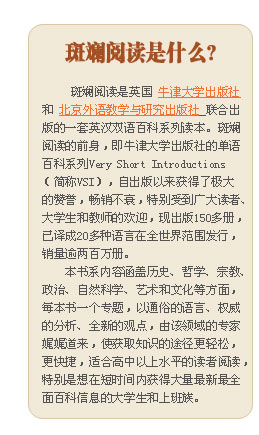 斑斓阅读是什么?
斑斓阅读是英国 牛津大学出版社
和 北京外语教学与研究出版社 联合出
版的一套英汉双语百科系列读本。斑斓
阅读的前身,即牛津大学出版社的单语
百科系列Very Short Introductions
(简称VSI),自出版以来获得了极大
的赞誉,畅销不衰,特别受到广大读者、
大学生和教师的欢迎,现出版150多册,
已译成20多种语言在全世界范围发行,
销量逾两百万册。
本书系内容涵盖历史、哲学、宗教、
政治、自然科学、艺术和文化等方面,
每本书一个专题,以通俗的语言、权威
的分析、全新的观点,由该领域的专家
娓娓道来,使获取知识的途径更轻松,
更快捷,适合高中以上水平的读者阅读,
特别是想在短时间内获得大量最新最全
面百科信息的大学生和上班族。